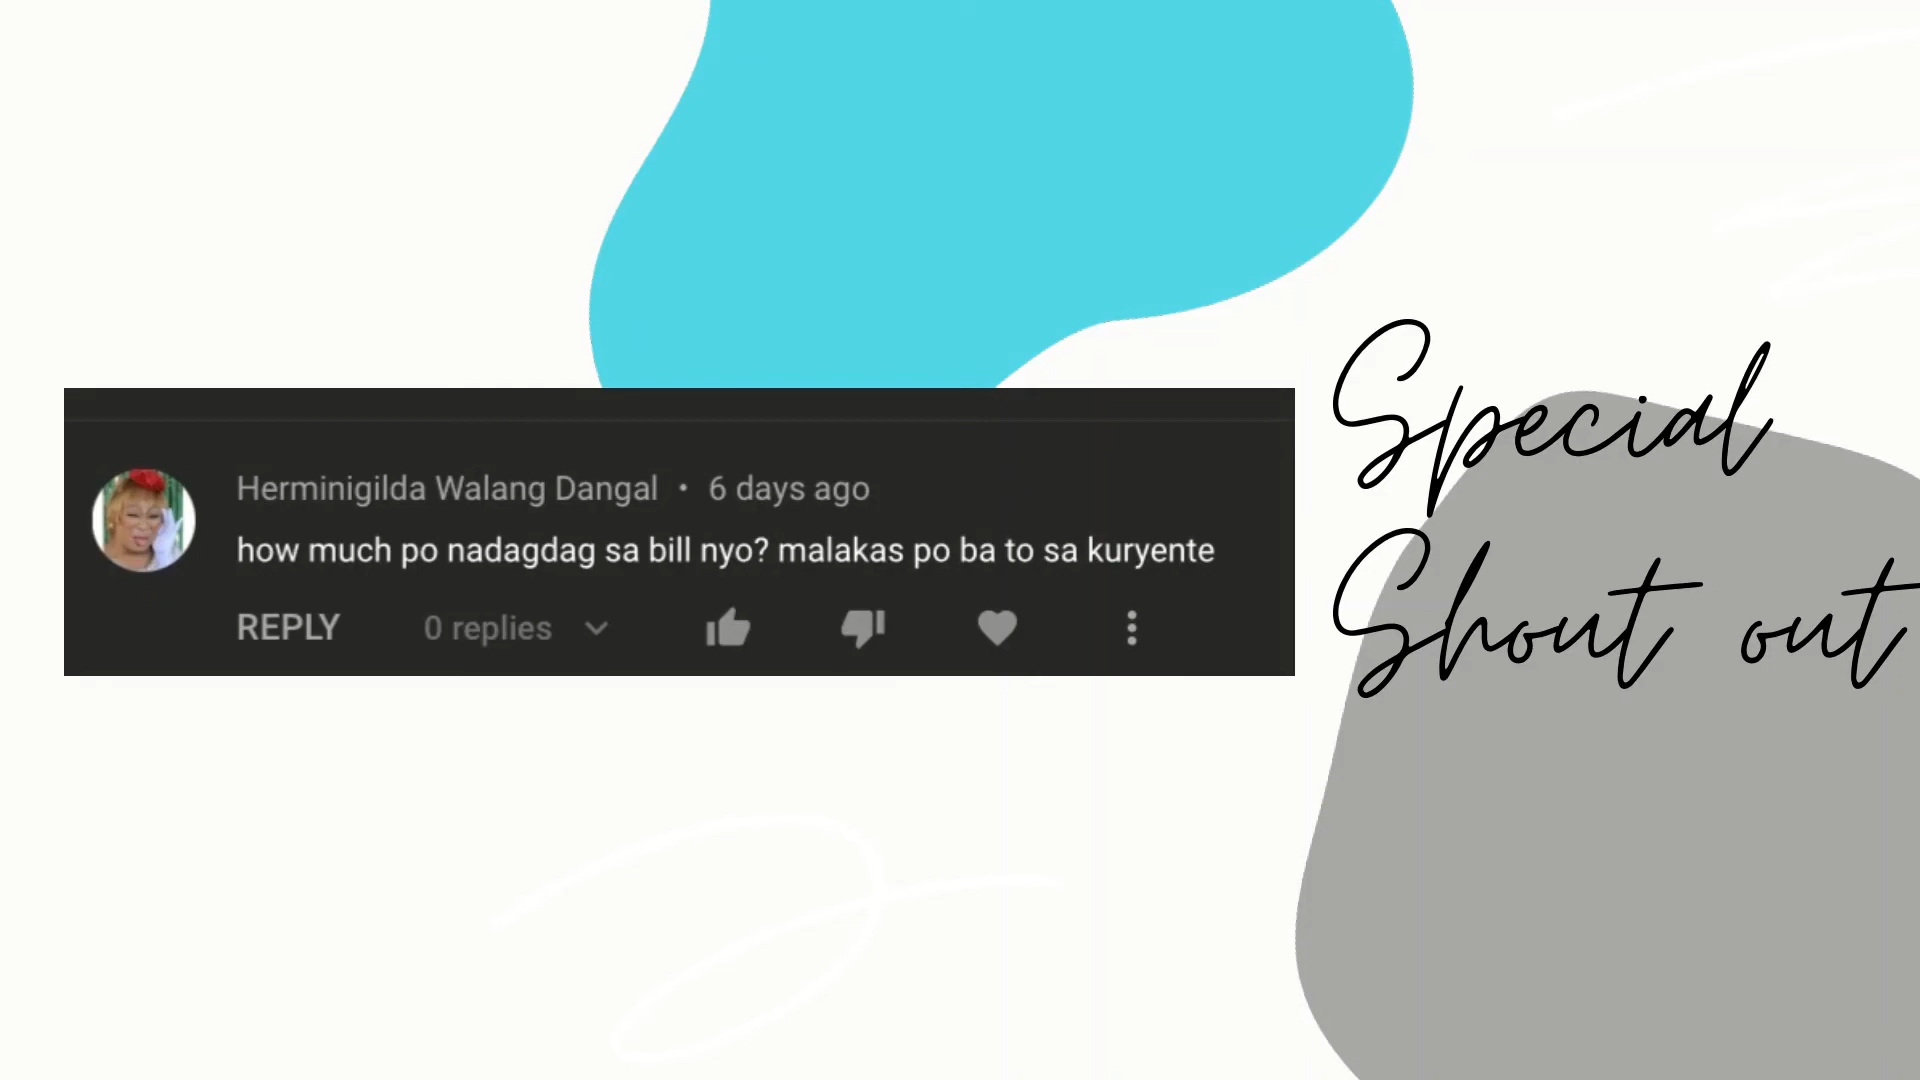 Herminigilda Walang Dangal • 6 days ago
how much po nadagdag sa bill nyo? malakas po ba to sa kuryente
REPLY 0 replies
Special
Shout out